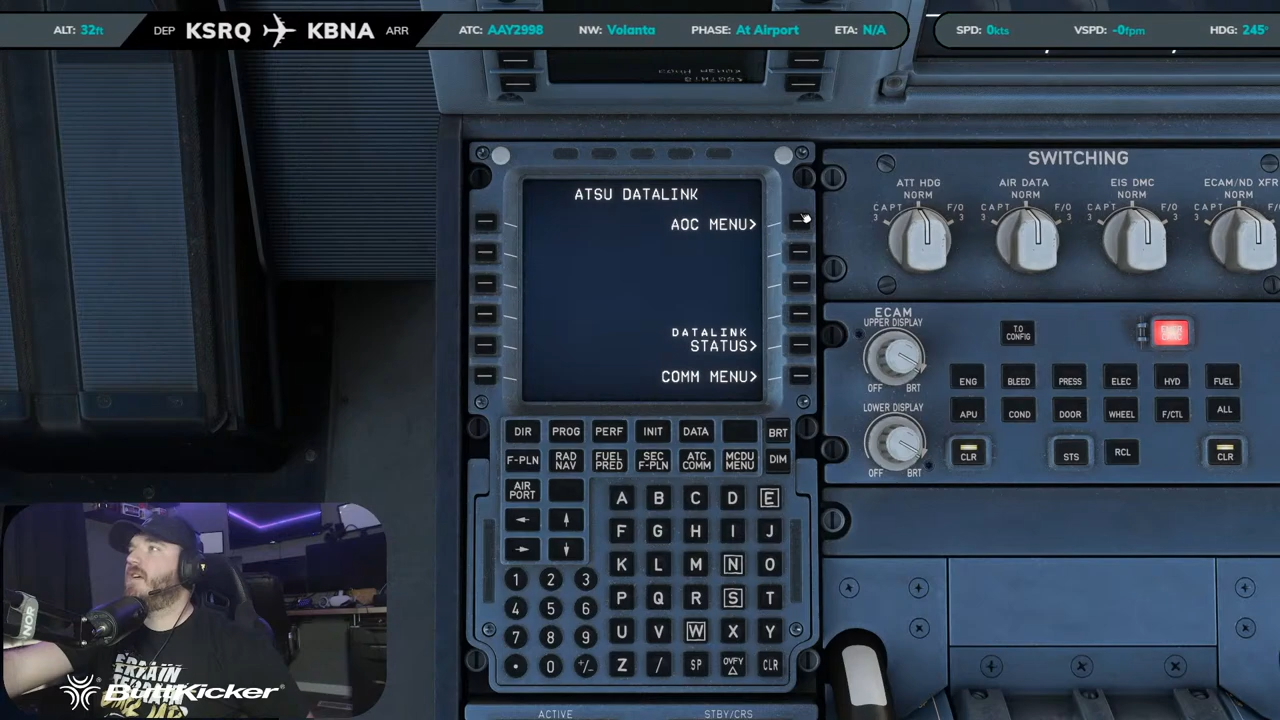 ALT: 32ft
DEP KSRQ KBNA ARR
ATC: AAY2998
NW: Volanta
PHASE: At Airport
ETA: N/A
SPD: 0kts
VSPD: -0fpm
HDG: 245°
ATSU DATALINK
AOC MENU>
DATALINK
STATUS>
COMM MENU>
DIR PROG PERF INIT DATA BRT
F-PLN RAD NAV FUEL PRED SEC F-PLN ATC COMM MCDU MENU DIM
AIR PORT
A B C D E
F G H I J
K L M N O
1 2 3
P Q R S T
4 5 6
U V W X Y
7 8 9
Z / SP OVFY Δ CLR
. 0 +/-
ACTIVE STBY/CRS
SWITCHING
ATT HDG AIR DATA EIS DMC ECAM/ND XFR
NORM NORM NORM NORM
CAPT 3 F/O 3
CAPT 3 F/O 3
CAPT 3 F/O 3
CAPT F/O
ECAM
UPPER DISPLAY
OFF BRT
T.O CONFIG
LOWER DISPLAY
OFF BRT
ENG BLEED PRESS ELEC HYD FUEL
APU COND DOOR WHEEL F/CTL ALL
CLR STS RCL CLR
NOR
ButtKicker